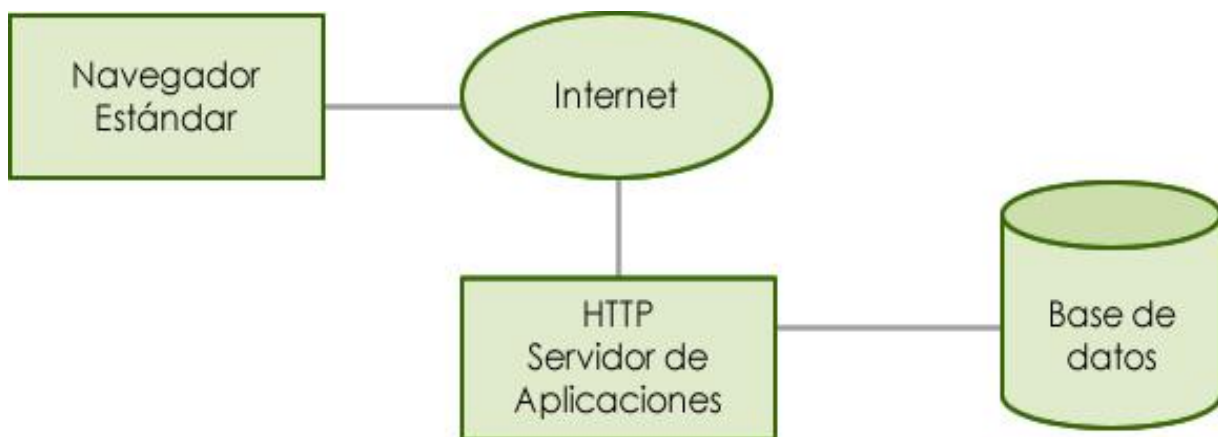 Navegador
Estándar
Internet
HTTP
Servidor de
Aplicaciones
Base de
datos